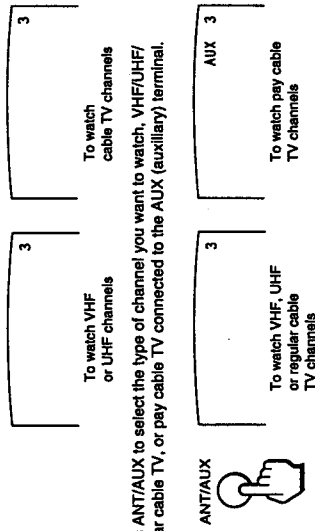 3
To watch VHF
or UHF channels
3
To watch
cable TV channels
s ANT/AUX to select the type of channel you want to watch, VHF/UHF/
ar cable TV, or pay cable TV connected to the AUX (auxiliary) terminal.
ANT/AUX
3
To watch VHF, UHF
or regular cable
TV channels
AUX 3
To watch pay cable
TV channels